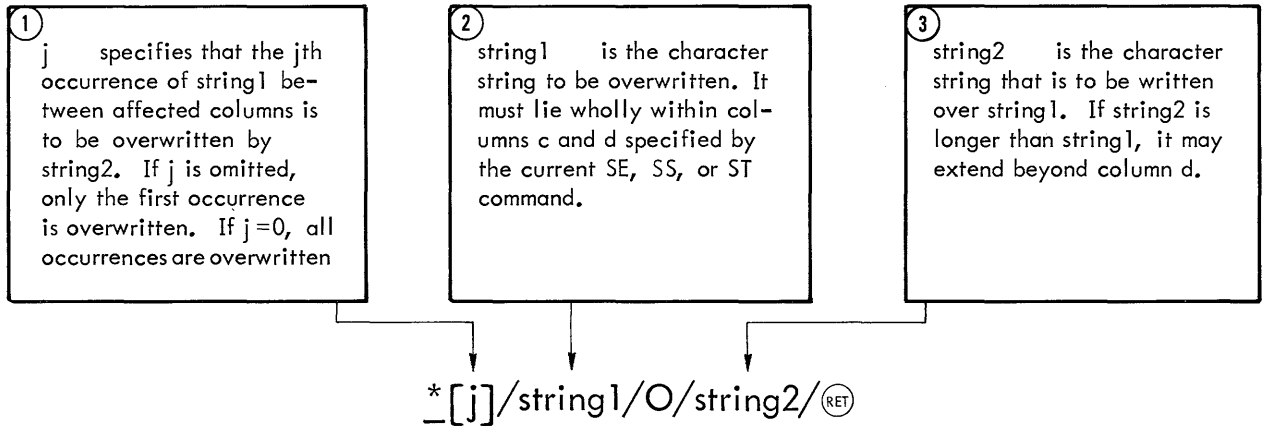 1
j specifies that the jth
occurrence of string1 be-
tween affected columns is
to be overwritten by
string2. If j is omitted,
only the first occurrence
is overwritten. If j=0, all
occurrences are overwritten
2
string1 is the character
string to be overwritten. It
must lie wholly within col-
umns c and d specified by
the current SE, SS, or ST
command.
3
string2 is the character
string that is to be written
over string1. If string2 is
longer than string1, it may
extend beyond column d.
*[j]/string1/O/string2/ RET